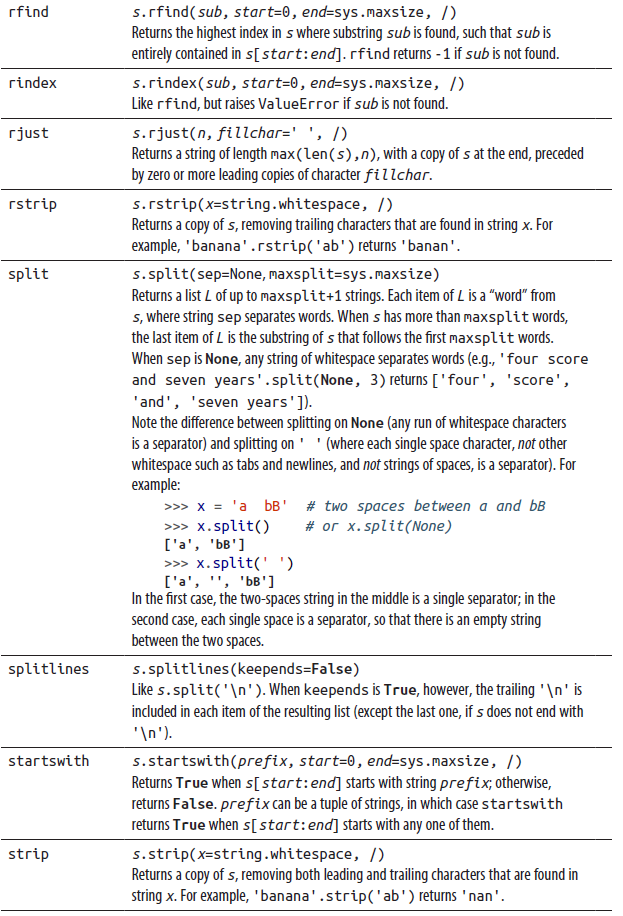 rfind s.rfind(sub, start=0, end=sys.maxsize, /)
Returns the highest index in s where substring sub is found, such that sub is
entirely contained in s[start:end]. rfind returns -1 if sub is not found.
rindex s.rindex(sub, start=0, end=sys.maxsize, /)
Like rfind, but raises ValueError if sub is not found.
rjust s.rjust(n, fillchar=' ', /)
Returns a string of length max(len(s),n), with a copy of s at the end, preceded
by zero or more leading copies of character fillchar.
rstrip s.rstrip(x=string.whitespace, /)
Returns a copy of s, removing trailing characters that are found in string x. For
example, 'banana'.rstrip('ab') returns 'banan'.
split s.split(sep=None, maxsplit=sys.maxsize)
Returns a list L of up to maxsplit+1 strings. Each item of L is a “word” from
s, where string sep separates words. When s has more than maxsplit words,
the last item of L is the substring of s that follows the first maxsplit words.
When sep is None, any string of whitespace separates words (e.g., 'four score
and seven years'.split(None, 3) returns ['four', 'score',
'and', 'seven years']).
Note the difference between splitting on None (any run of whitespace characters
is a separator) and splitting on ' ' (where each single space character, not other
whitespace such as tabs and newlines, and not strings of spaces, is a separator). For
example:
>>> x = 'a  bB'  # two spaces between a and bB
>>> x.split()    # or x.split(None)
['a', 'bB']
>>> x.split(' ')
['a', '', 'bB']
In the first case, the two-spaces string in the middle is a single separator; in the
second case, each single space is a separator, so that there is an empty string
between the two spaces.
splitlines s.splitlines(keepends=False)
Like s.split('\n'). When keepends is True, however, the trailing '\n' is
included in each item of the resulting list (except the last one, if s does not end with
'\n').
startswith s.startswith(prefix, start=0, end=sys.maxsize, /)
Returns True when s[start:end] starts with string prefix; otherwise,
returns False. prefix can be a tuple of strings, in which case startswith
returns True when s[start:end] starts with any one of them.
strip s.strip(x=string.whitespace, /)
Returns a copy of s, removing both leading and trailing characters that are found in
string x. For example, 'banana'.strip('ab') returns 'nan'.